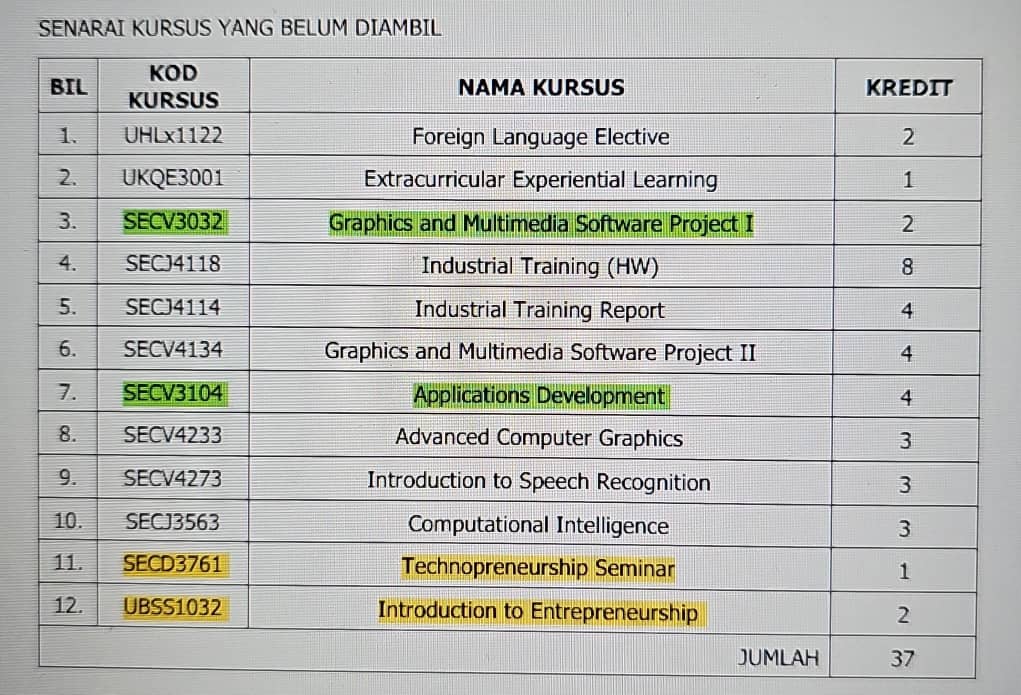 SENARAI KURSUS YANG BELUM DIAMBIL
BIL KOD KURSUS NAMA KURSUS KREDIT
1. UHLx1122 Foreign Language Elective 2
2. UKQE3001 Extracurricular Experiential Learning 1
3. SECV3032 Graphics and Multimedia Software Project I 2
4. SECJ4118 Industrial Training (HW) 8
5. SECJ4114 Industrial Training Report 4
6. SECV4134 Graphics and Multimedia Software Project II 4
7. SECV3104 Applications Development 4
8. SECV4233 Advanced Computer Graphics 3
9. SECV4273 Introduction to Speech Recognition 3
10. SECJ3563 Computational Intelligence 3
11. SECD3761 Technopreneurship Seminar 1
12. UBSS1032 Introduction to Entrepreneurship 2
JUMLAH 37